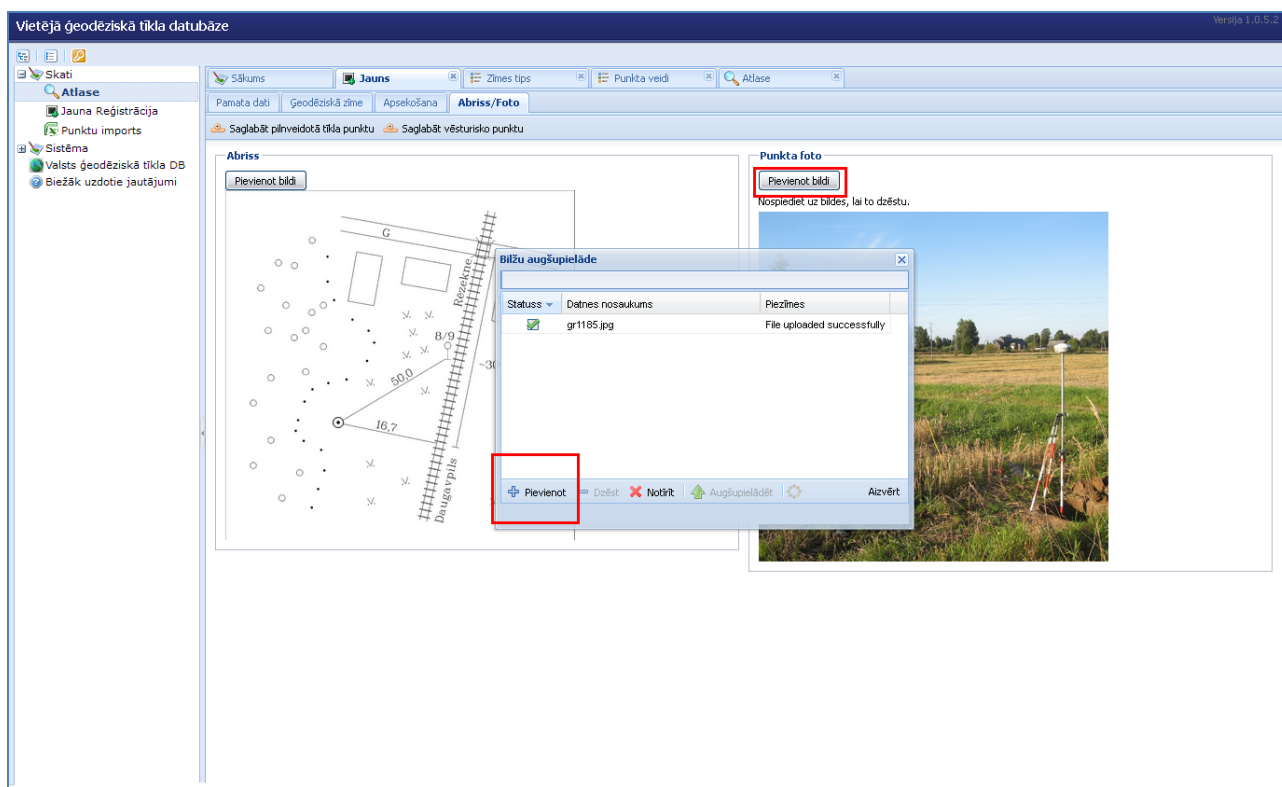 Vietējā ģeodēziskā tīkla datubāze
Versija 1.0.5.2
Skati
Atlase
Jauna Reģistrācija
Punktu imports
Sistēma
Valsts ģeodēziskā tīkla DB
Biežāk uzdotie jautājumi
Sākums
Jauns
Zīmes tips
Punkta veidi
Atlase
Pamata dati
Ģeodēziskā zīme
Apsekošana
Abriss/Foto
Saglabāt pilnveidotā tīkla punktu
Saglabāt vēsturisko punktu
Abriss
Pievienot bildi
G
Rēzekne
8/9
50,0
~30
16,7
Daugavpils
Punkta foto
Pievienot bildi
Nospiediet uz bildes, lai to dzēstu.
Bilžu augšupielāde
Statuss
Datnes nosaukums
Piezīmes
gr1185.jpg
File uploaded successfully
Pievienot
Dzēst
Notīrīt
Augšupielādēt
Aizvērt